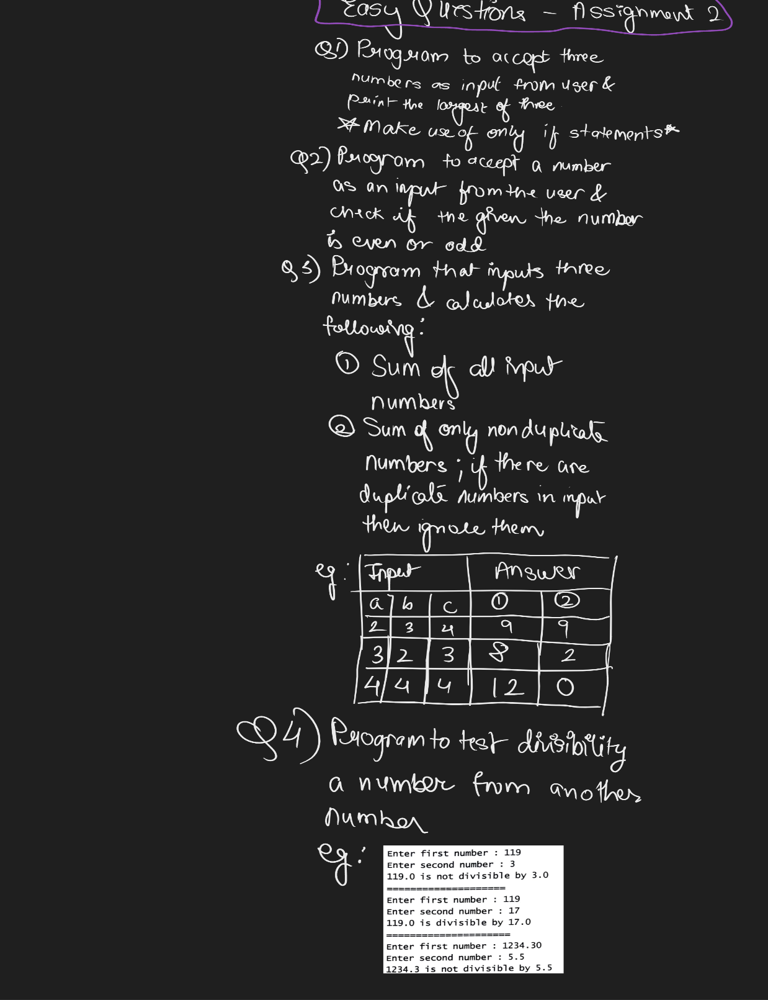 Easy Questions - Assignment 2
Q1) Program to accept three
numbers as input from user &
print the largest of three.
☆ Make use of only if statements ☆
Q2) Program to accept a number
as an input from the user &
check if the given the number
is even or odd
Q3) Program that inputs three
numbers & calculates the
following:
① Sum of all input
numbers
② Sum of only nonduplicate
numbers ; if there are
duplicate numbers in input
then ignore them
eg: Input Answer
a b c ① ②
2 3 4 9 9
3 2 3 8 2
4 4 4 12 0
Q4) Program to test divisibility
a number from another
number
eg:
Enter first number : 119
Enter second number : 3
119.0 is not divisible by 3.0
====================
Enter first number : 119
Enter second number : 17
119.0 is divisible by 17.0
=====================
Enter first number : 1234.30
Enter second number : 5.5
1234.3 is not divisible by 5.5